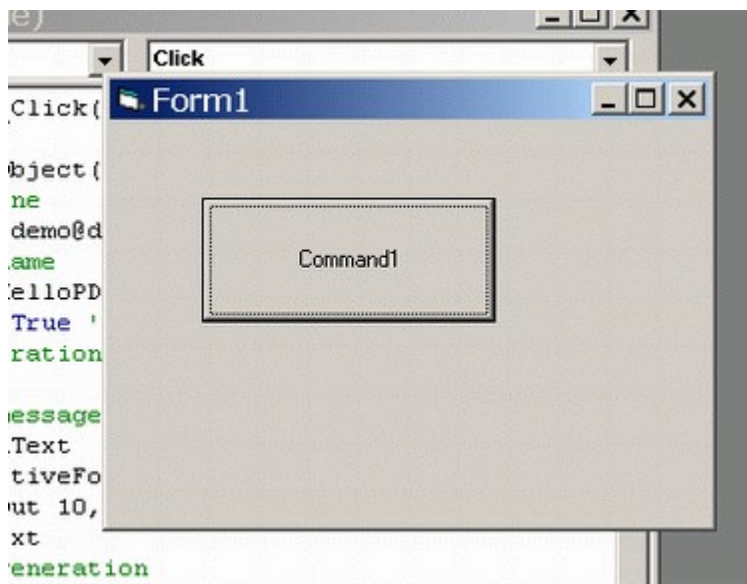 e)
Click
Form1
Click(
bject(
ne
demo@d
ame
elloPD
True '
ration
Command1
essage
Text
tiveFo
ut 10,
xt
eneration